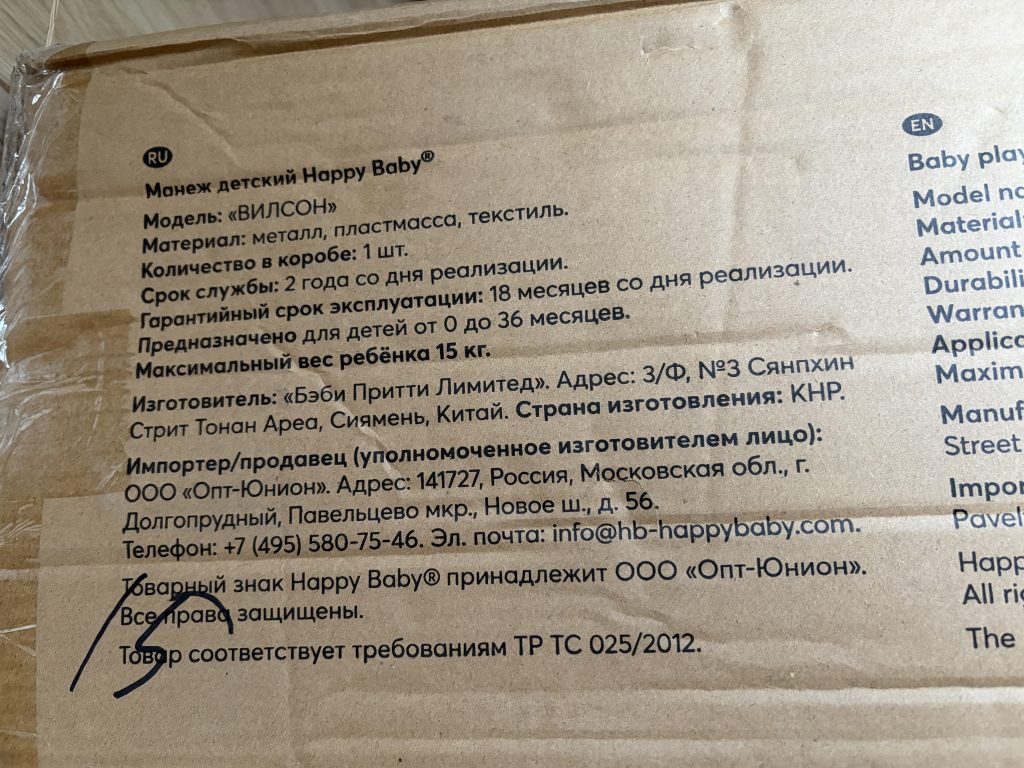 RU
Манеж детский Happy Baby®
Модель: «ВИЛСОН»
Материал: металл, пластмасса, текстиль.
Количество в коробе: 1 шт.
Срок службы: 2 года со дня реализации.
Гарантийный срок эксплуатации: 18 месяцев со дня реализации.
Предназначено для детей от 0 до 36 месяцев.
Максимальный вес ребёнка 15 кг.
Изготовитель: «Бэби Притти Лимитед». Адрес: 3/Ф, №3 Сянпхин
Стрит Тонан Ареа, Сиямень, Китай. Страна изготовления: КНР.
Импортер/продавец (уполномоченное изготовителем лицо):
ООО «Опт-Юнион». Адрес: 141727, Россия, Московская обл., г.
Долгопрудный, Павельцево мкр., Новое ш., д. 56.
Телефон: +7 (495) 580-75-46. Эл. почта: info@hb-happybaby.com.
Товарный знак Happy Baby® принадлежит ООО «Опт-Юнион».
Все права защищены.
Товар соответствует требованиям ТР ТС 025/2012.
15
EN
Baby play
Model na
Material
Amount
Durabili
Warran
Applica
Maxim
Manuf
Street
Impor
Pavel
Happ
All ri
The